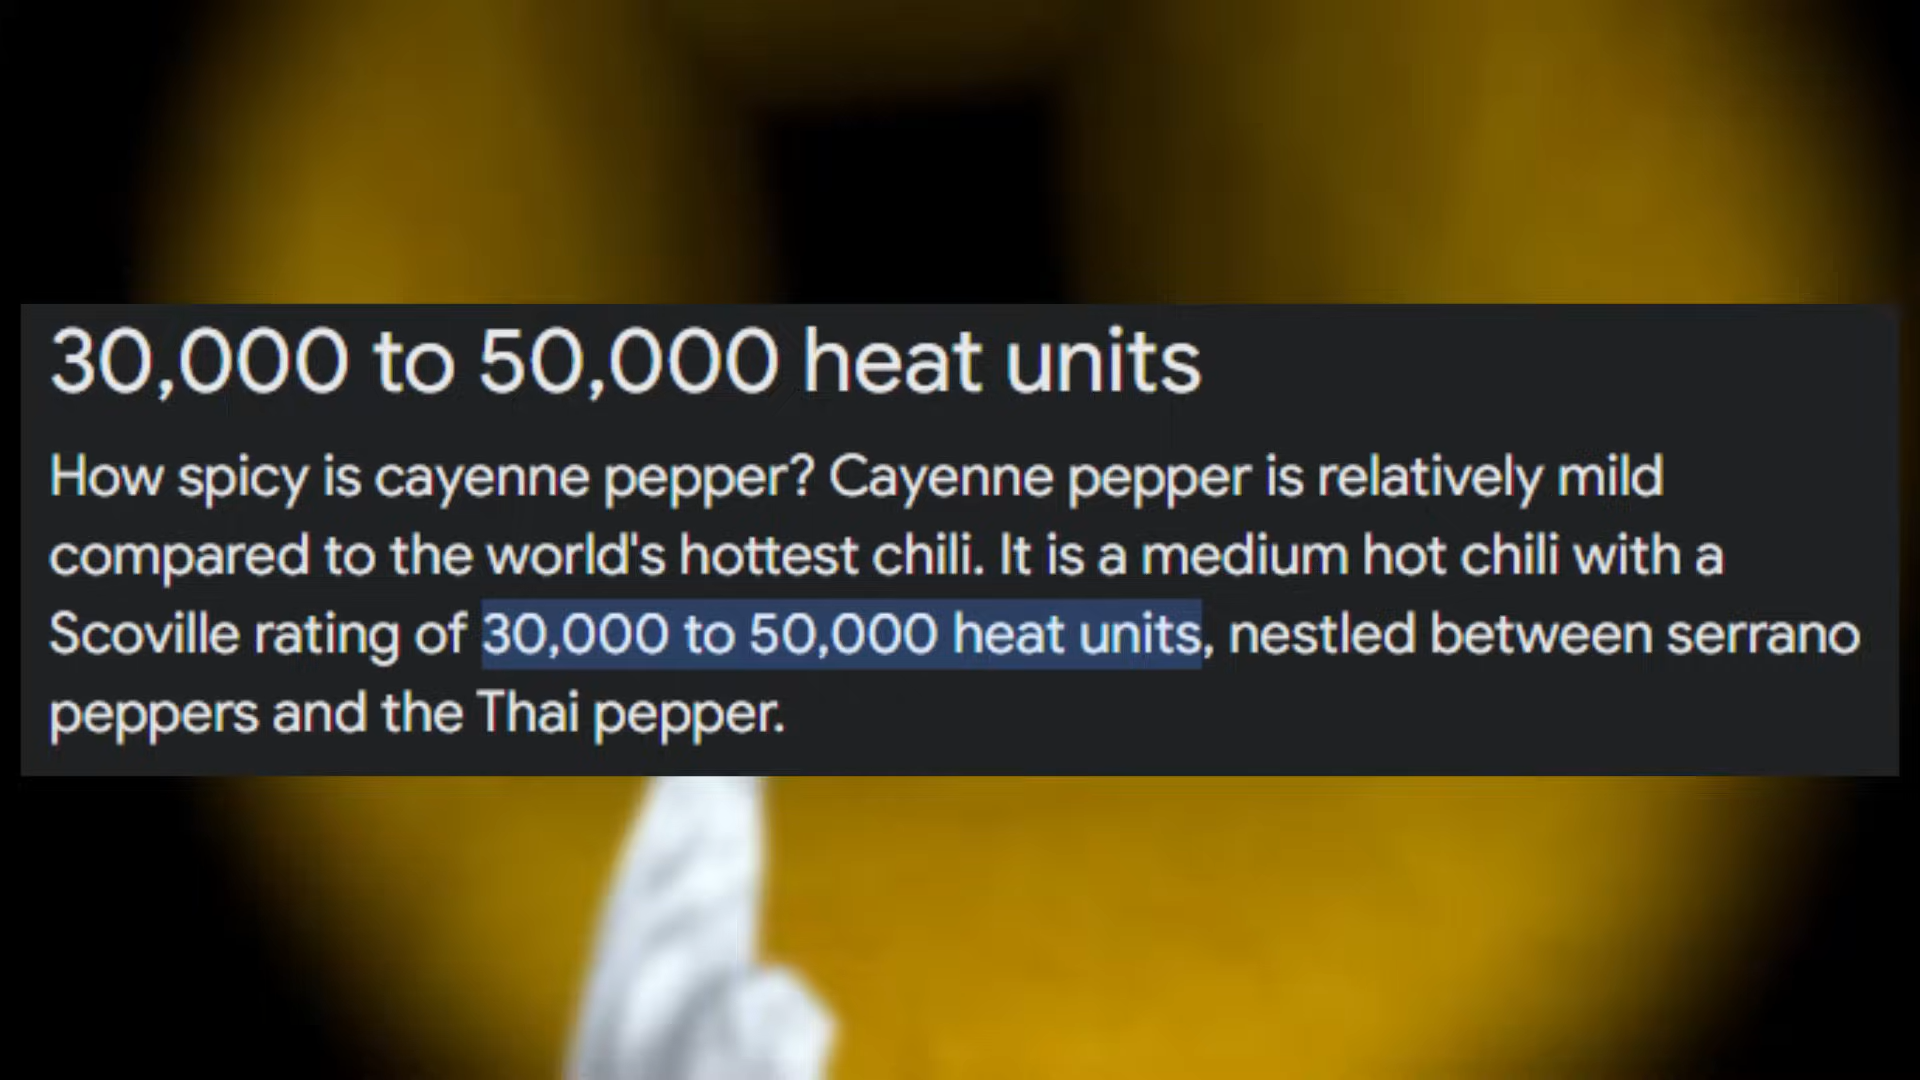 30,000 to 50,000 heat units
How spicy is cayenne pepper? Cayenne pepper is relatively mild
compared to the world's hottest chili. It is a medium hot chili with a
Scoville rating of 30,000 to 50,000 heat units, nestled between serrano
peppers and the Thai pepper.